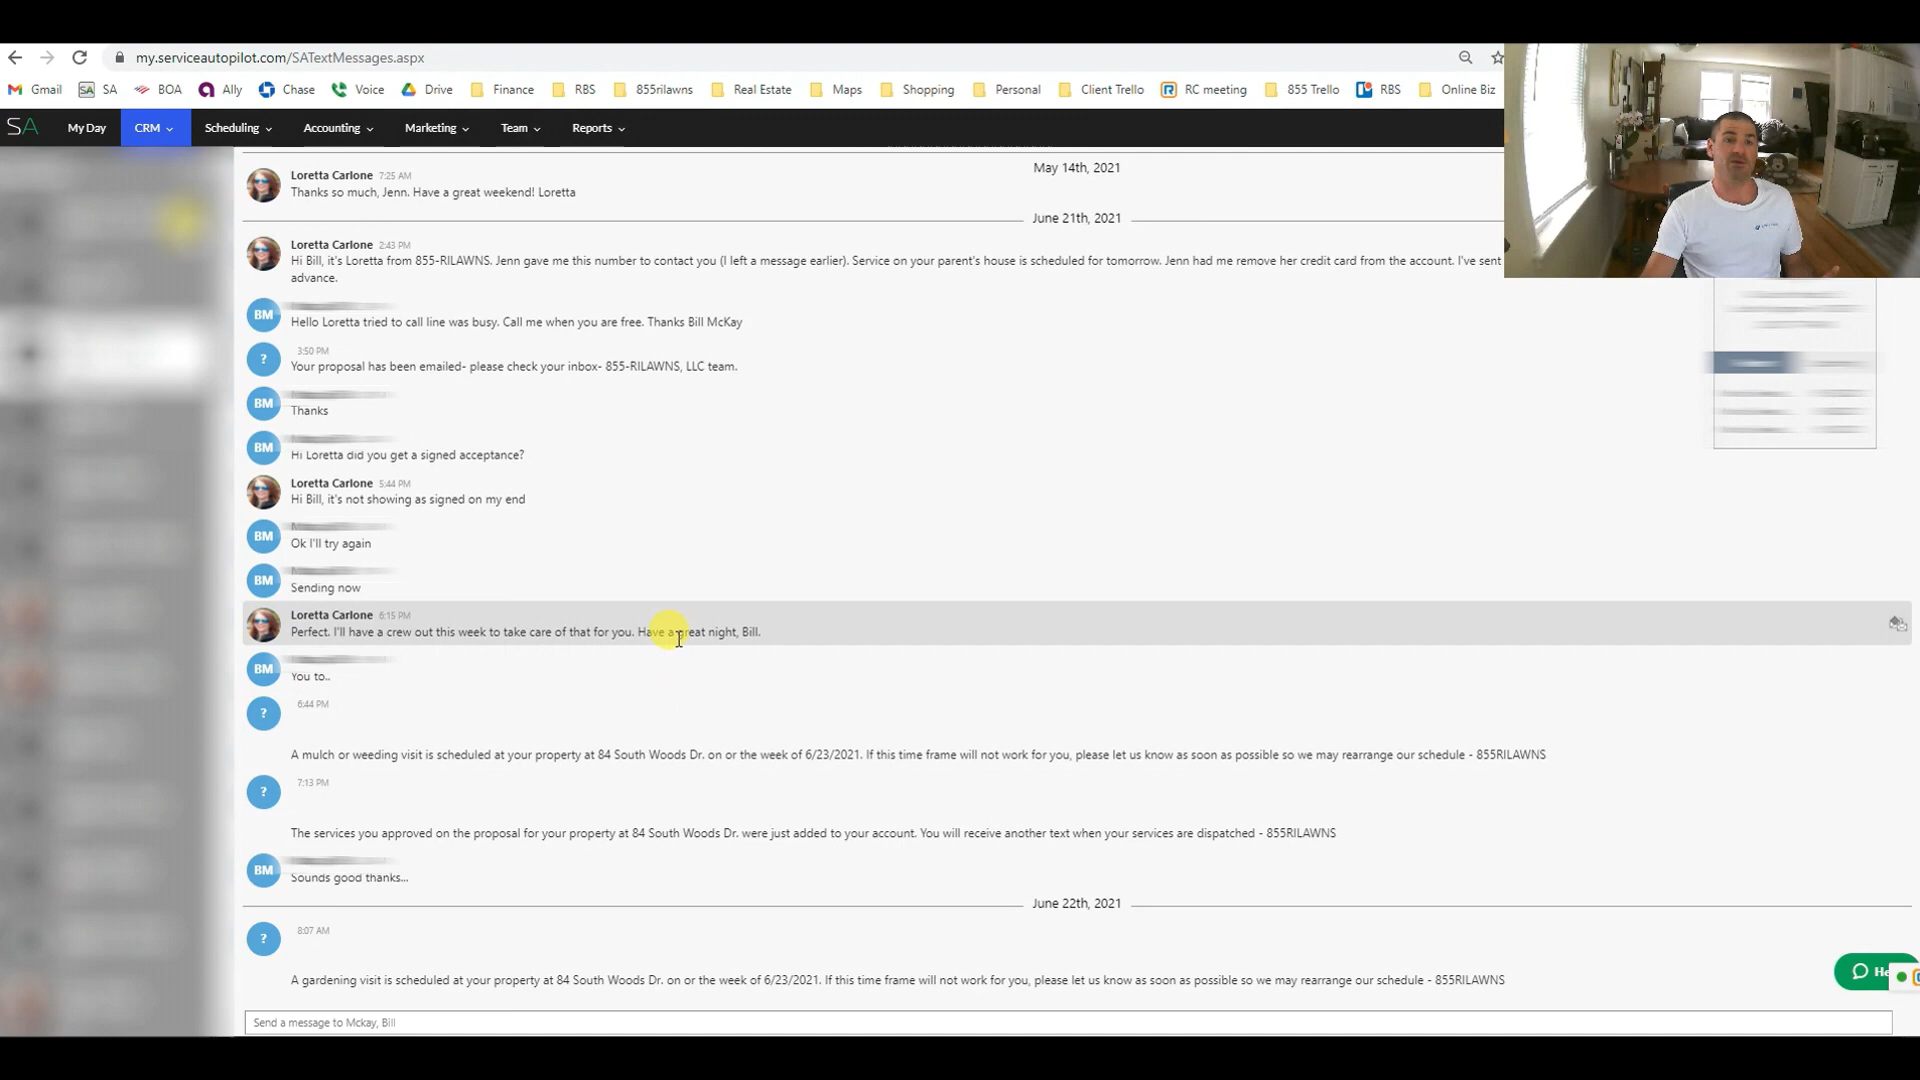 my.serviceautopilot.com/SATextMessages.aspx
Gmail SA BOA Ally Chase Voice Drive Finance RBS 855rilawns Real Estate Maps Shopping Personal Client Trello RC meeting 855 Trello RBS Online Biz
SA My Day CRM Scheduling Accounting Marketing Team Reports
May 14th, 2021
Loretta Carlone 7:25 AM
Thanks so much, Jenn. Have a great weekend! Loretta
June 21th, 2021
Loretta Carlone 2:43 PM
Hi Bill, it's Loretta from 855-RILAWNS. Jenn gave me this number to contact you (I left a message earlier). Service on your parent's house is scheduled for tomorrow. Jenn had me remove her credit card from the account. I've sent
advance.
BM
Hello Loretta tried to call line was busy. Call me when you are free. Thanks Bill McKay
? 3:50 PM
Your proposal has been emailed- please check your inbox- 855-RILAWNS, LLC team.
BM
Thanks
BM
Hi Loretta did you get a signed acceptance?
Loretta Carlone 5:44 PM
Hi Bill, it's not showing as signed on my end
BM
Ok I'll try again
BM
Sending now
Loretta Carlone 6:15 PM
Perfect. I'll have a crew out this week to take care of that for you. Have a great night, Bill.
BM
You to..
? 6:44 PM
A mulch or weeding visit is scheduled at your property at 84 South Woods Dr. on or the week of 6/23/2021. If this time frame will not work for you, please let us know as soon as possible so we may rearrange our schedule - 855RILAWNS
? 7:13 PM
The services you approved on the proposal for your property at 84 South Woods Dr. were just added to your account. You will receive another text when your services are dispatched - 855RILAWNS
BM
Sounds good thanks...
June 22th, 2021
? 8:07 AM
A gardening visit is scheduled at your property at 84 South Woods Dr. on or the week of 6/23/2021. If this time frame will not work for you, please let us know as soon as possible so we may rearrange our schedule - 855RILAWNS
He
Send a message to Mckay, Bill